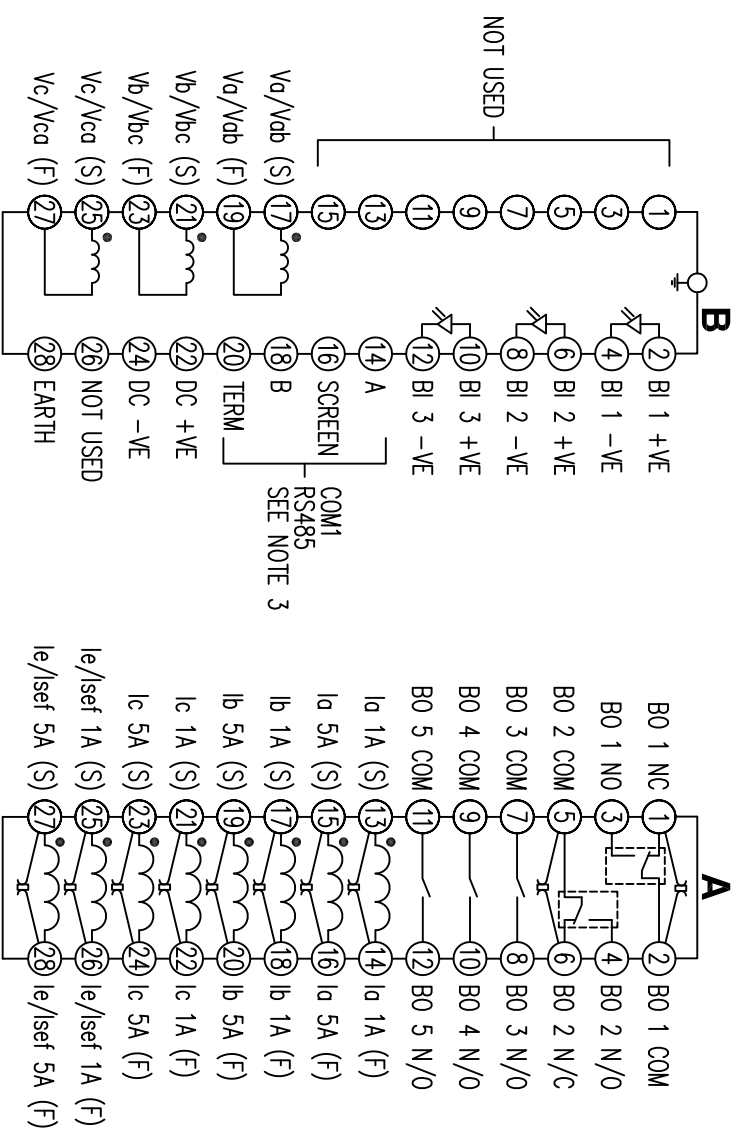 B
NOT USED
1
3
5
7
9
11
13
15
Va/Vab (S) 17
Va/Vab (F) 19
Vb/Vbc (S) 21
Vb/Vbc (F) 23
Vc/Vca (S) 25
Vc/Vca (F) 27
2 BI 1 +VE
4 BI 1 -VE
6 BI 2 +VE
8 BI 2 -VE
10 BI 3 +VE
12 BI 3 -VE
14 A
16 SCREEN
18 B
20 TERM
COM1
RS485
SEE NOTE 3
22 DC +VE
24 DC -VE
26 NOT USED
28 EARTH
A
BO 1 NC 1
BO 1 NO 3
BO 2 COM 5
BO 3 COM 7
BO 4 COM 9
BO 5 COM 11
Ia 1A (S) 13
Ia 5A (S) 15
Ib 1A (S) 17
Ib 5A (S) 19
Ic 1A (S) 21
Ic 5A (S) 23
Ie/Isef 1A (S) 25
Ie/Isef 5A (S) 27
2 BO 1 COM
4 BO 2 N/O
6 BO 2 N/C
8 BO 3 N/O
10 BO 4 N/O
12 BO 5 N/O
14 Ia 1A (F)
16 Ia 5A (F)
18 Ib 1A (F)
20 Ib 5A (F)
22 Ic 1A (F)
24 Ic 5A (F)
26 Ie/Isef 1A (F)
28 Ie/Isef 5A (F)